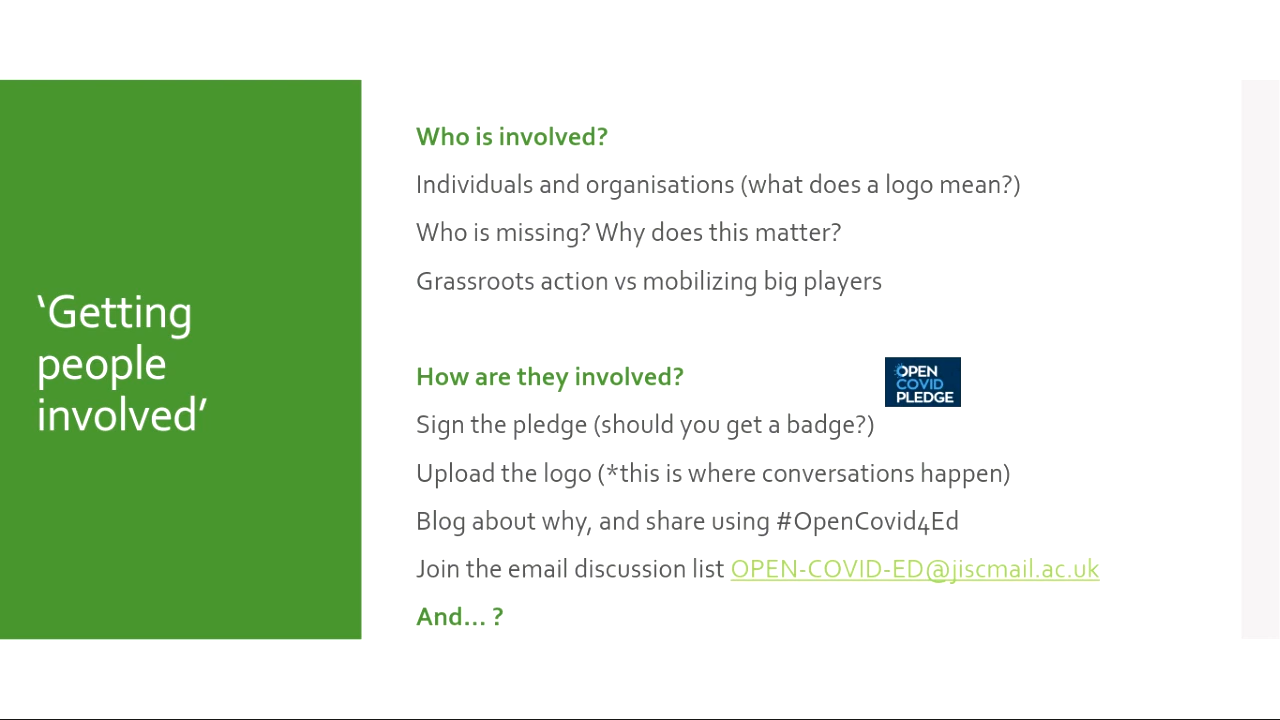 ‘Getting
people
involved’
Who is involved?
Individuals and organisations (what does a logo mean?)
Who is missing? Why does this matter?
Grassroots action vs mobilizing big players
How are they involved?
OPEN
COVID
PLEDGE
Sign the pledge (should you get a badge?)
Upload the logo (*this is where conversations happen)
Blog about why, and share using #OpenCovid4Ed
Join the email discussion list OPEN-COVID-ED@jiscmail.ac.uk
And... ?